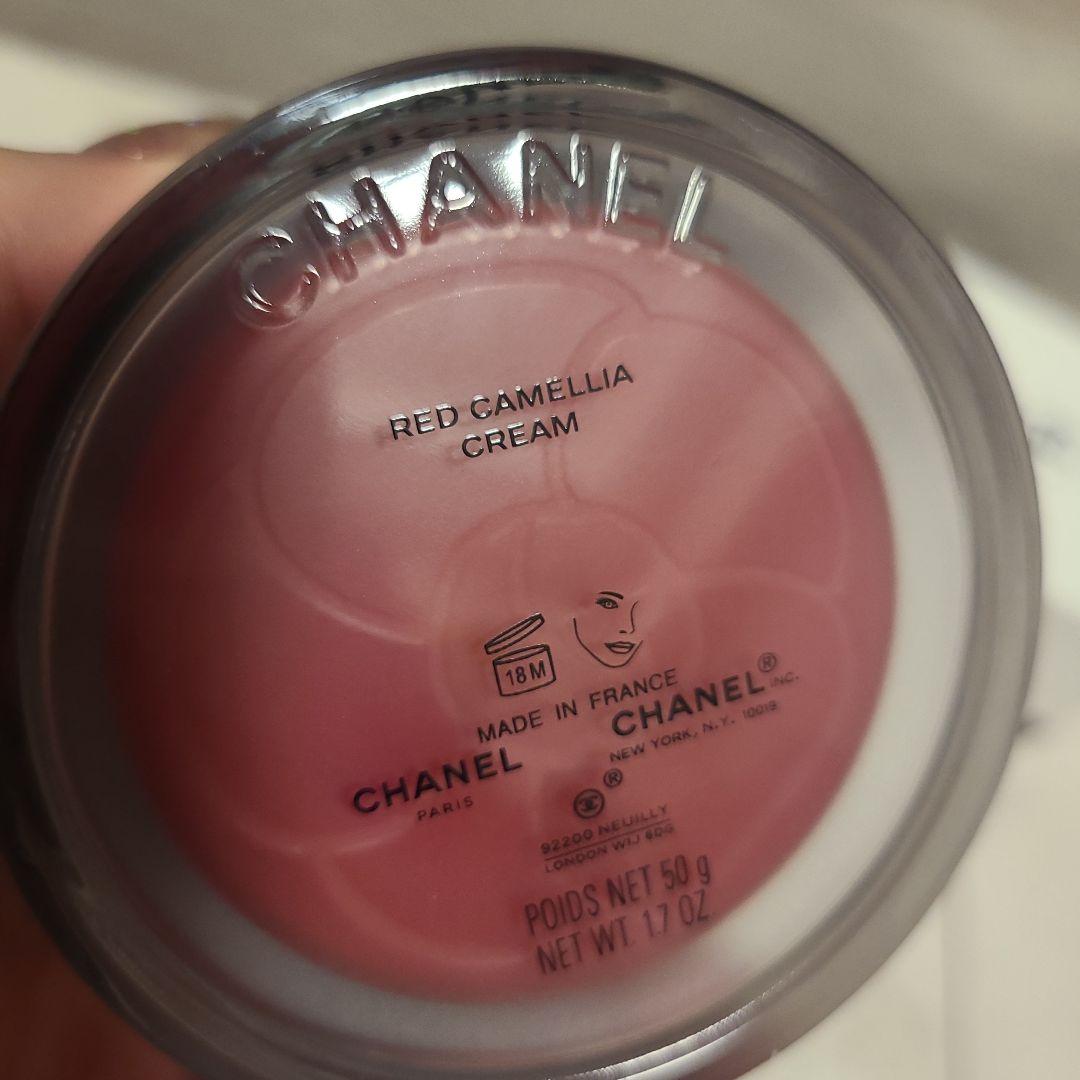 CHANEL
RED CAMELLIA
CREAM
18M
MADE IN FRANCE
CHANEL
PARIS
CHANEL® INC.
NEW YORK, N.Y. 10019
®
92200 NEUILLY
LONDON W1J 6DG
POIDS NET 50 g
NET WT. 1.7 OZ.